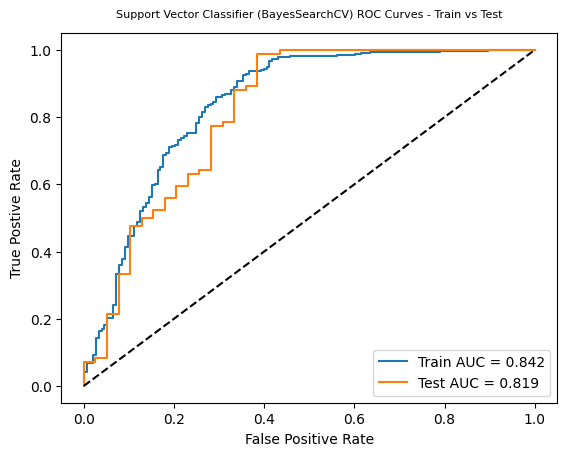 Support Vector Classifier (BayesSearchCV) ROC Curves - Train vs Test
1.0
0.8
0.6
0.4
0.2
0.0
True Postive Rate
0.0 0.2 0.4 0.6 0.8 1.0
False Positive Rate
Train AUC = 0.842
Test AUC = 0.819